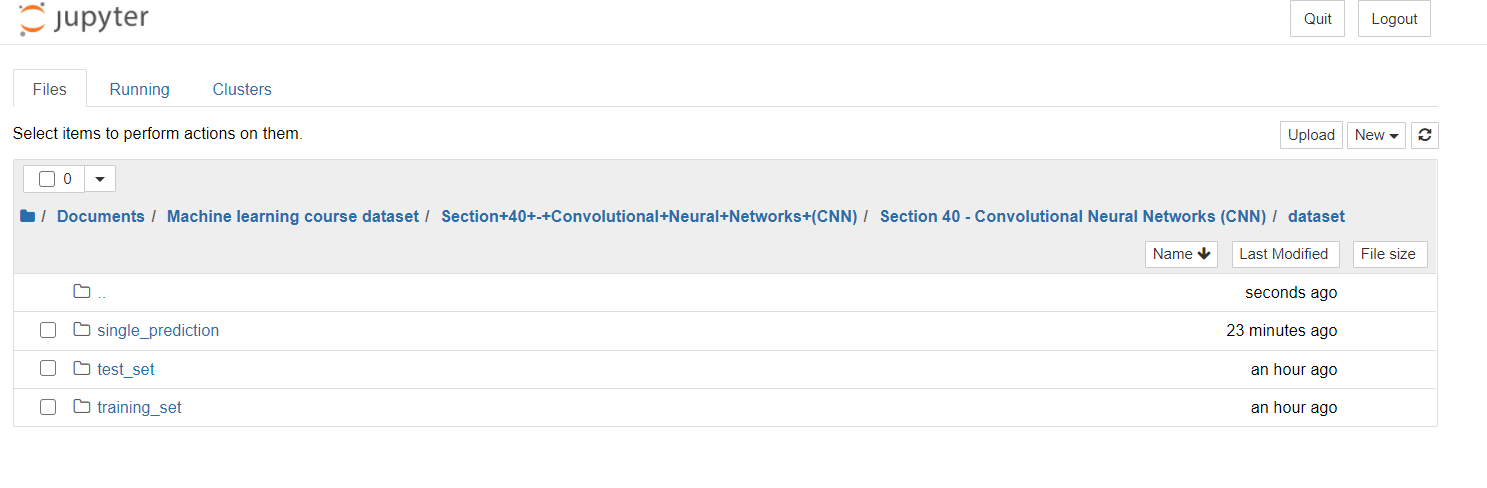 jupyter Quit Logout
Files Running Clusters
Select items to perform actions on them. Upload New
0
/ Documents / Machine learning course dataset / Section+40+-+Convolutional+Neural+Networks+(CNN) / Section 40 - Convolutional Neural Networks (CNN) / dataset
Name Last Modified File size
.. seconds ago
single_prediction 23 minutes ago
test_set an hour ago
training_set an hour ago